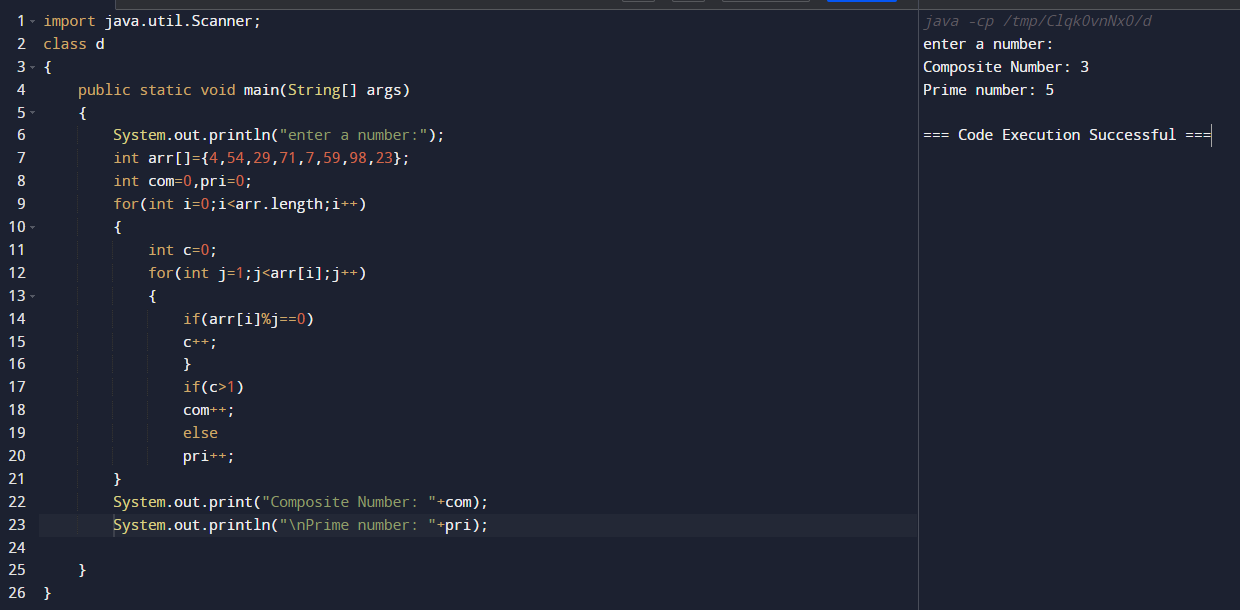 1 import java.util.Scanner;
2 class d
3 {
4 public static void main(String[] args)
5 {
6 System.out.println("enter a number:");
7 int arr[]={4,54,29,71,7,59,98,23};
8 int com=0,pri=0;
9 for(int i=0;i<arr.length;i++)
10 {
11 int c=0;
12 for(int j=1;j<arr[i];j++)
13 {
14 if(arr[i]%j==0)
15 c++;
16 }
17 if(c>1)
18 com++;
19 else
20 pri++;
21 }
22 System.out.print("Composite Number: "+com);
23 System.out.println("\nPrime number: "+pri);
24
25 }
26 }
java -cp /tmp/ClqkOvnNxO/d
enter a number:
Composite Number: 3
Prime number: 5
=== Code Execution Successful ===